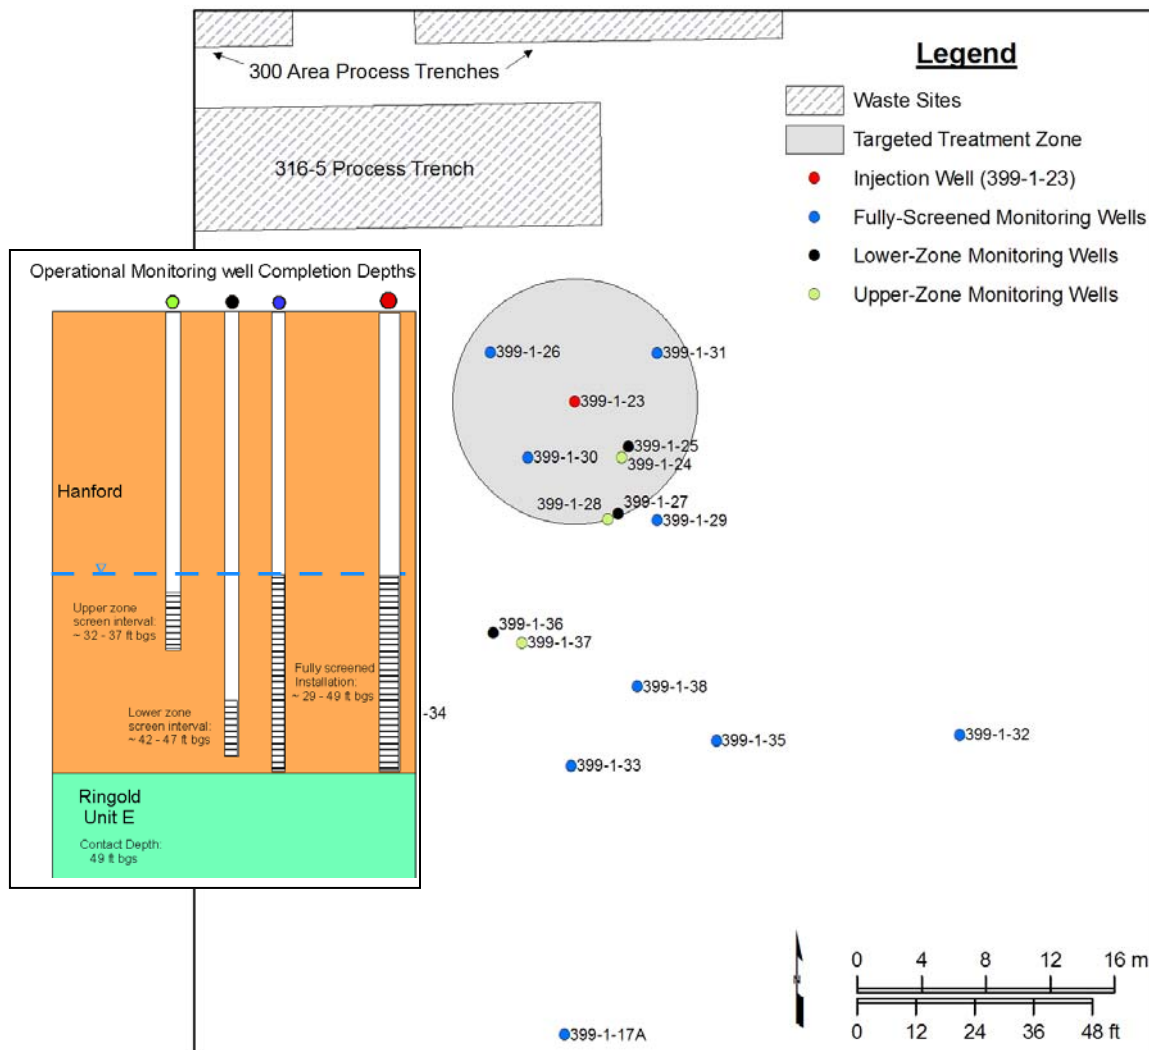 300 Area Process Trenches
316-5 Process Trench
Legend
Waste Sites
Targeted Treatment Zone
Injection Well (399-1-23)
Fully-Screened Monitoring Wells
Lower-Zone Monitoring Wells
Upper-Zone Monitoring Wells
Operational Monitoring well Completion Depths
Hanford
Upper zone
screen interval:
~ 32 - 37 ft bgs
Lower zone
screen interval:
~ 42 - 47 ft bgs
Fully screened
Installation:
~ 29 - 49 ft bgs
Ringold
Unit E
Contact Depth:
49 ft bgs
-34
399-1-26
399-1-31
399-1-23
399-1-25
399-1-30
399-1-24
399-1-28
399-1-27
399-1-29
399-1-36
399-1-37
399-1-38
399-1-35
399-1-32
399-1-33
399-1-17A
N
0 4 8 12 16 m
0 12 24 36 48 ft